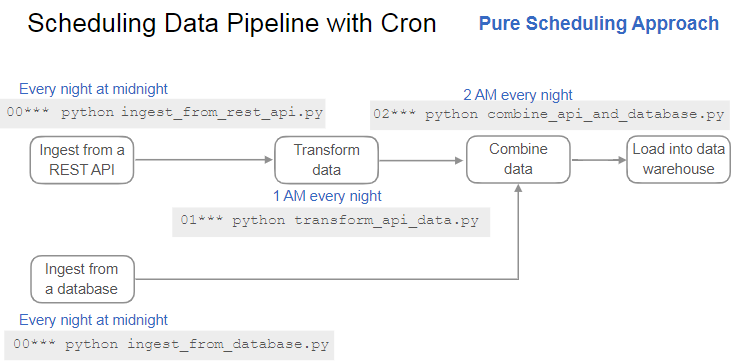 Scheduling Data Pipeline with Cron
Pure Scheduling Approach
Every night at midnight
00*** python ingest_from_rest_api.py
2 AM every night
02*** python combine_api_and_database.py
Ingest from a
REST API
Transform
data
Combine
data
Load into data
warehouse
1 AM every night
01*** python transform_api_data.py
Ingest from
a database
Every night at midnight
00*** python ingest_from_database.py